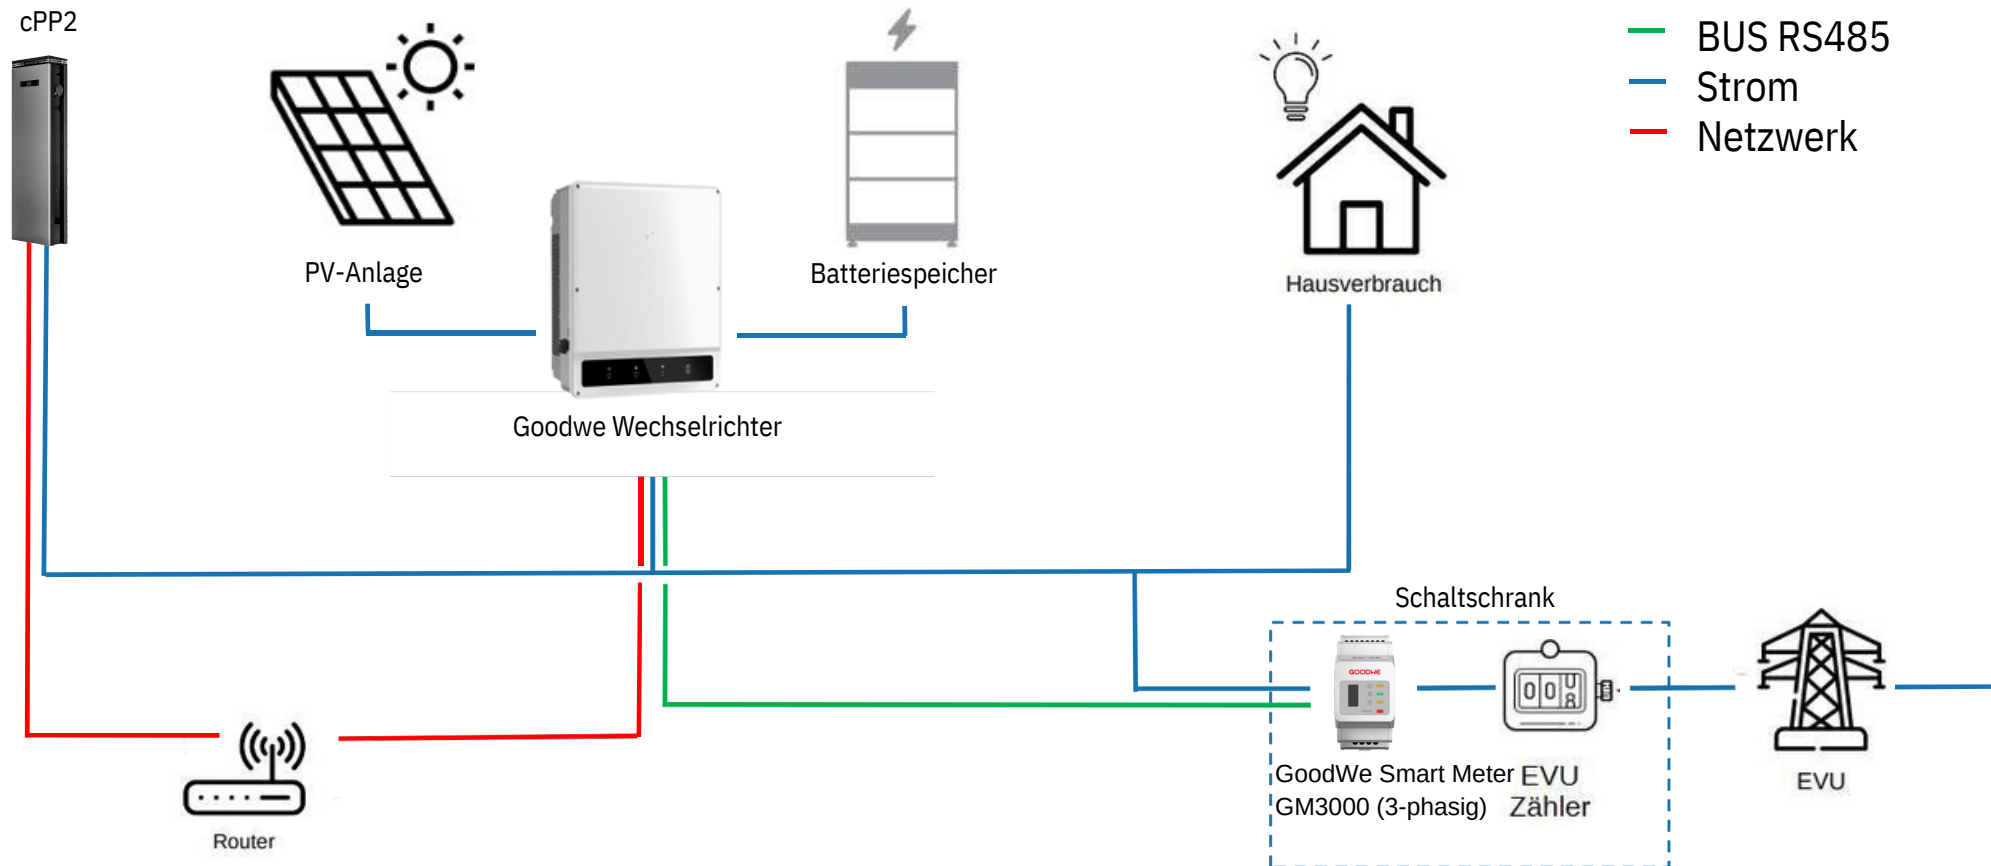 cPP2
BUS RS485
Strom
Netzwerk
PV-Anlage
Batteriespeicher
Hausverbrauch
Goodwe Wechselrichter
Schaltschrank
GOODWE
GoodWe Smart Meter
GM3000 (3-phasig)
EVU
Zähler
EVU
Router